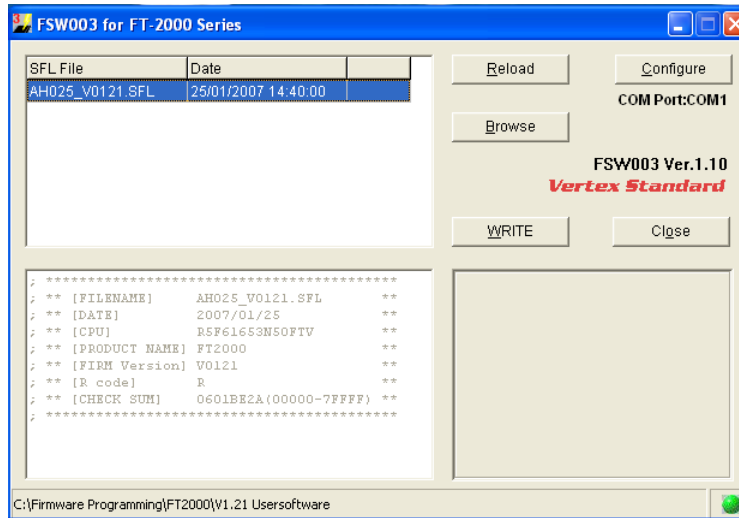 FSW003 for FT-2000 Series
SFL File Date
AH025_V0121.SFL 25/01/2007 14:40:00
Reload
Configure
COM Port:COM1
Browse
FSW003 Ver.1.10
Vertex Standard
WRITE
Close
; *******************************************
; ** [FILENAME] AH025_V0121.SFL **
; ** [DATE] 2007/01/25 **
; ** [CPU] R5F61653N50FTV **
; ** [PRODUCT NAME] FT2000 **
; ** [FIRM Version] V0121 **
; ** [R code] R **
; ** [CHECK SUM] 0601BE2A(00000-7FFFF) **
; *******************************************
C:\Firmware Programming\FT2000\V1.21 Usersoftware